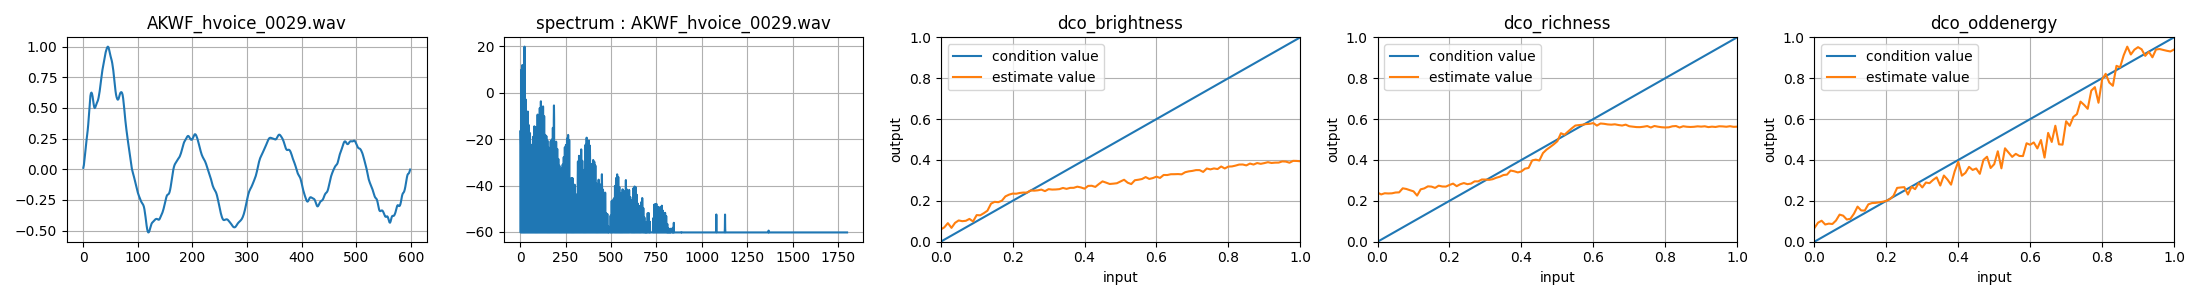 AKWF_hvoice_0029.wav
1.00
0.75
0.50
0.25
0.00
−0.25
−0.50
0 100 200 300 400 500 600
spectrum : AKWF_hvoice_0029.wav
20
0
−20
−40
−60
0 250 500 750 1000 1250 1500 1750
dco_brightness
condition value
estimate value
output
1.0
0.8
0.6
0.4
0.2
0.0
0.0 0.2 0.4 0.6 0.8 1.0
input
dco_richness
condition value
estimate value
output
1.0
0.8
0.6
0.4
0.2
0.0
0.0 0.2 0.4 0.6 0.8 1.0
input
dco_oddenergy
condition value
estimate value
output
1.0
0.8
0.6
0.4
0.2
0.0
0.0 0.2 0.4 0.6 0.8 1.0
input